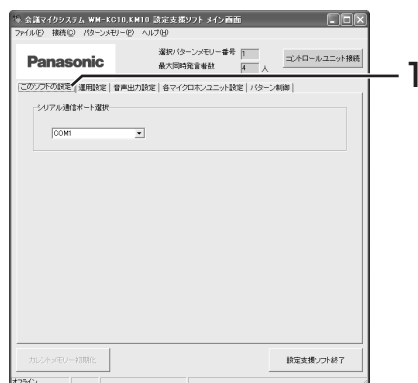 会議マイクシステム WM-KC10,KM10 設定支援ソフト メイン画面
ファイル(F) 接続(C) パターンメモリー(P) ヘルプ(H)
Panasonic
選択パターンメモリー番号 1
最大同時発言者数 4 人
コントロールユニット接続
1
このソフトの設定 運用設定 音声出力設定 各マイクロホンユニット設定 パターン制御
シリアル通信ポート選択
COM1
カレントメモリー初期化
設定支援ソフト終了
オフライン